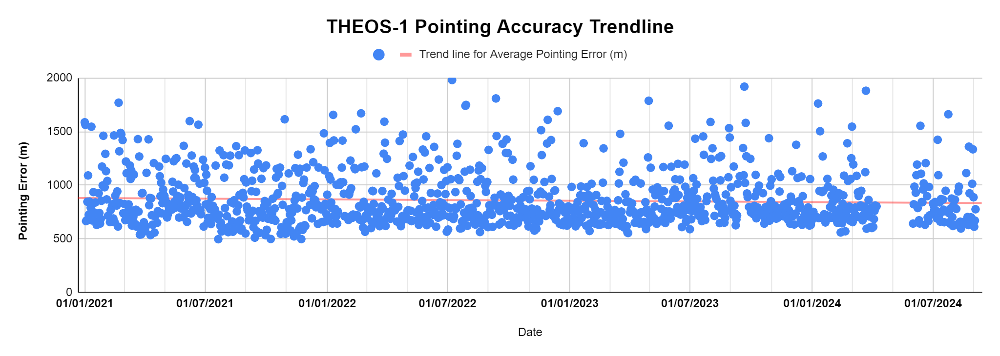 THEOS-1 Pointing Accuracy Trendline
Trend line for Average Pointing Error (m)
Pointing Error (m)
2000
1500
1000
500
0
01/01/2021 01/07/2021 01/01/2022 01/07/2022 01/01/2023 01/07/2023 01/01/2024 01/07/2024
Date